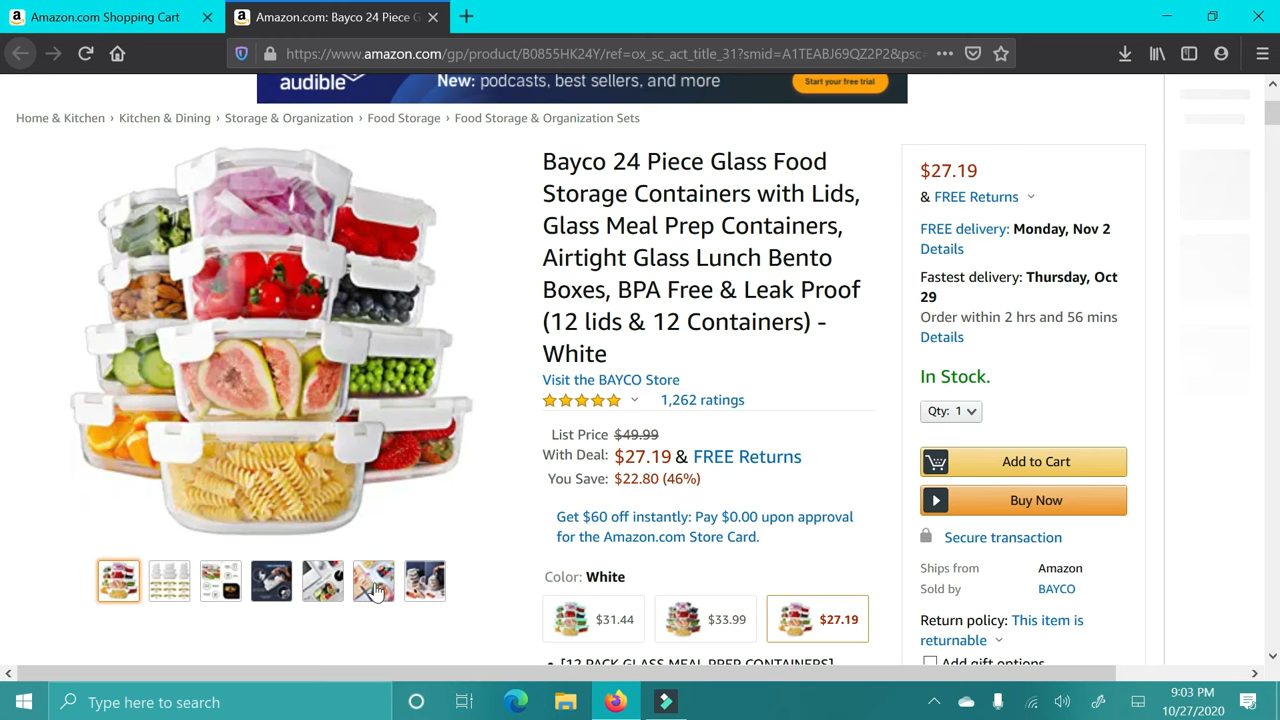 Amazon.com Shopping Cart
Amazon.com: Bayco 24 Piece G
https://www.amazon.com/gp/product/B0855HK24Y/ref=ox_sc_act_title_31?smid=A1TEABJ69QZ2P2&psc
audible
New: podcasts, best sellers, and more
Start your free trial
Home & Kitchen › Kitchen & Dining › Storage & Organization › Food Storage › Food Storage & Organization Sets
Bayco 24 Piece Glass Food
Storage Containers with Lids,
Glass Meal Prep Containers,
Airtight Glass Lunch Bento
Boxes, BPA Free & Leak Proof
(12 lids & 12 Containers) -
White
Visit the BAYCO Store
1,262 ratings
List Price $49.99
With Deal: $27.19 & FREE Returns
You Save: $22.80 (46%)
Get $60 off instantly: Pay $0.00 upon approval
for the Amazon.com Store Card.
Color: White
$31.44
$33.99
$27.19
[12 PACK GLASS MEAL PREP CONTAINERS]
$27.19
& FREE Returns
FREE delivery: Monday, Nov 2
Details
Fastest delivery: Thursday, Oct
29
Order within 2 hrs and 56 mins
Details
In Stock.
Qty: 1
Add to Cart
Buy Now
Secure transaction
Ships from Amazon
Sold by BAYCO
Return policy: This item is
returnable
Add gift options
Type here to search
9:03 PM
10/27/2020